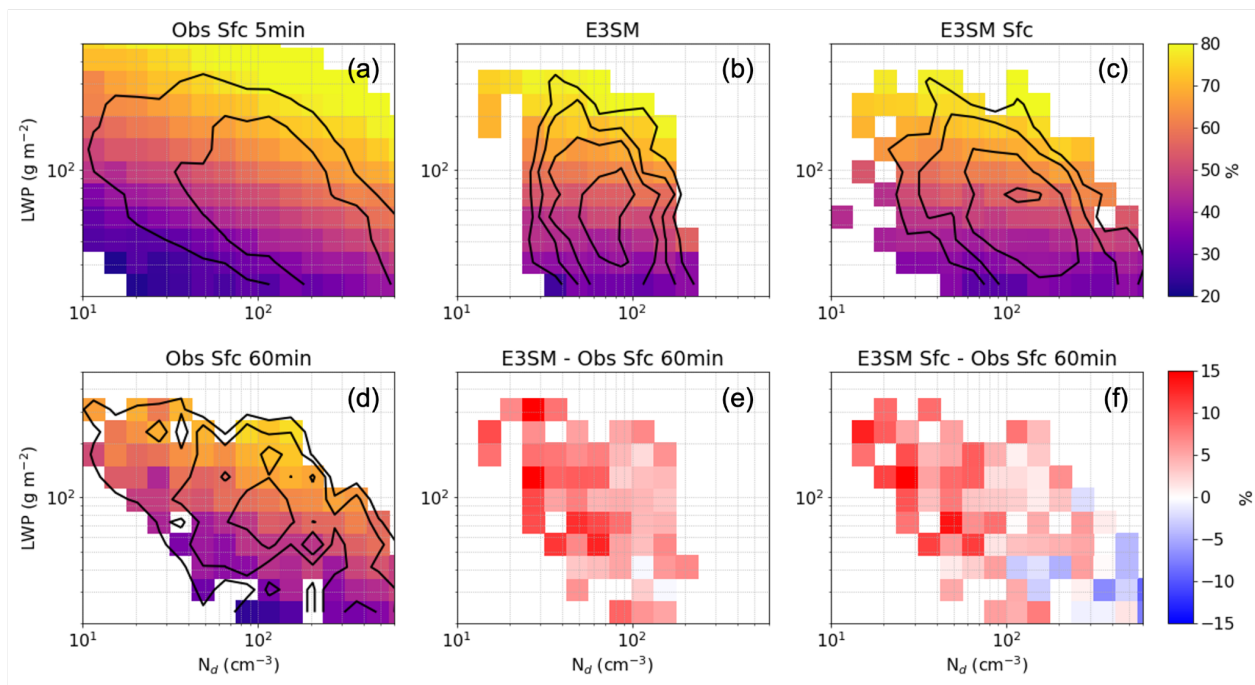 Obs Sfc 5min
E3SM
E3SM Sfc
(a)
(b)
(c)
LWP (g m⁻²)
10²
10²
10²
10¹
10²
10¹
10²
10¹
10²
80
70
60
50
40
30
20
%
Obs Sfc 60min
E3SM - Obs Sfc 60min
E3SM Sfc - Obs Sfc 60min
(d)
(e)
(f)
LWP (g m⁻²)
10²
10²
10²
10¹
10²
10¹
10²
10¹
10²
N_d (cm⁻³)
N_d (cm⁻³)
N_d (cm⁻³)
15
10
5
0
−5
−10
−15
%